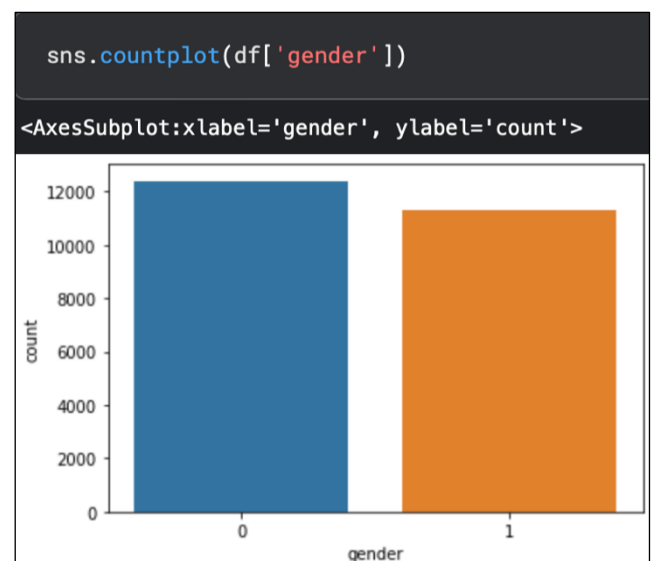 sns.countplot(df['gender'])
<AxesSubplot:xlabel='gender', ylabel='count'>
12000
10000
8000
6000
4000
2000
0
count
0 1
gender